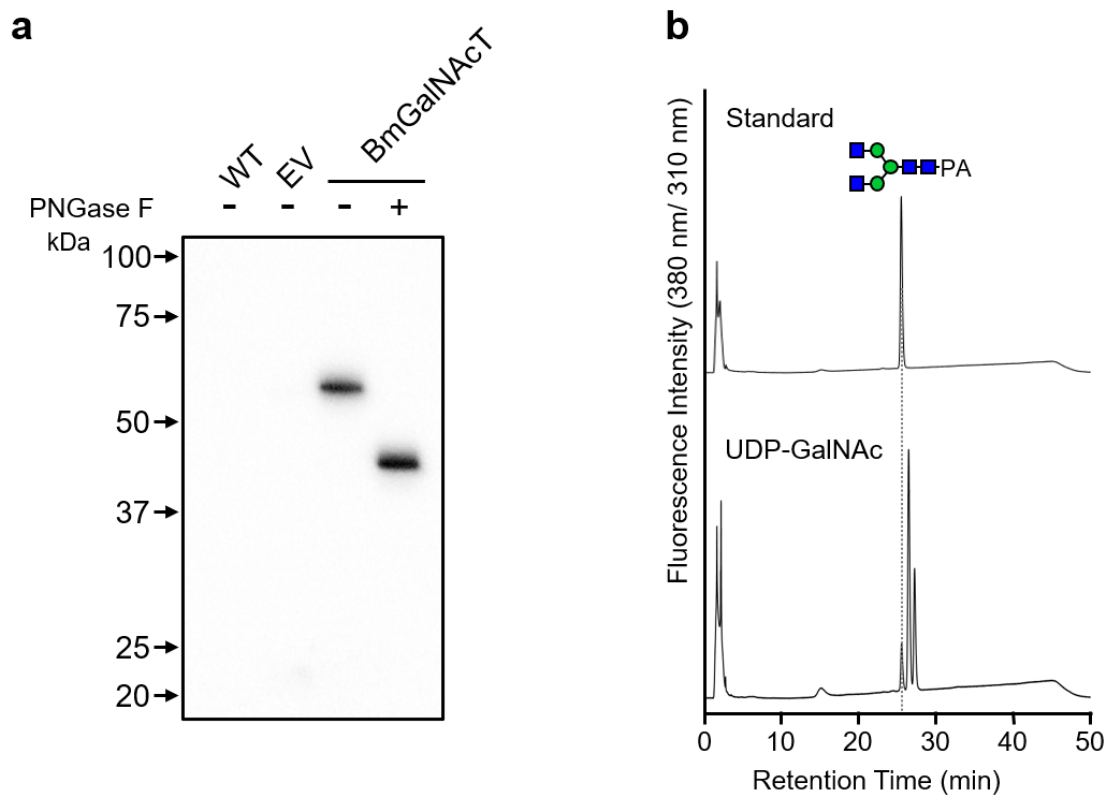 a
WT
EV
BmGalNAcT
PNGase F - - - +
kDa
100
75
50
37
25
20
b
Fluorescence Intensity (380 nm/ 310 nm)
Standard
PA
UDP-GalNAc
0 10 20 30 40 50
Retention Time (min)